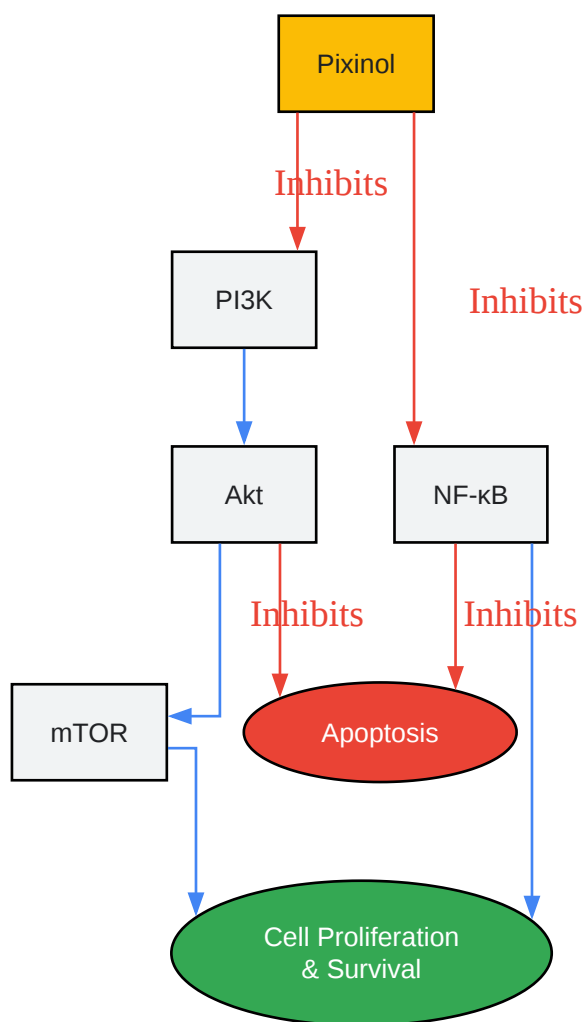 Pixinol
Inhibits
PI3K
Inhibits
Akt
NF-κB
Inhibits
Inhibits
mTOR
Apoptosis
Cell Proliferation
& Survival